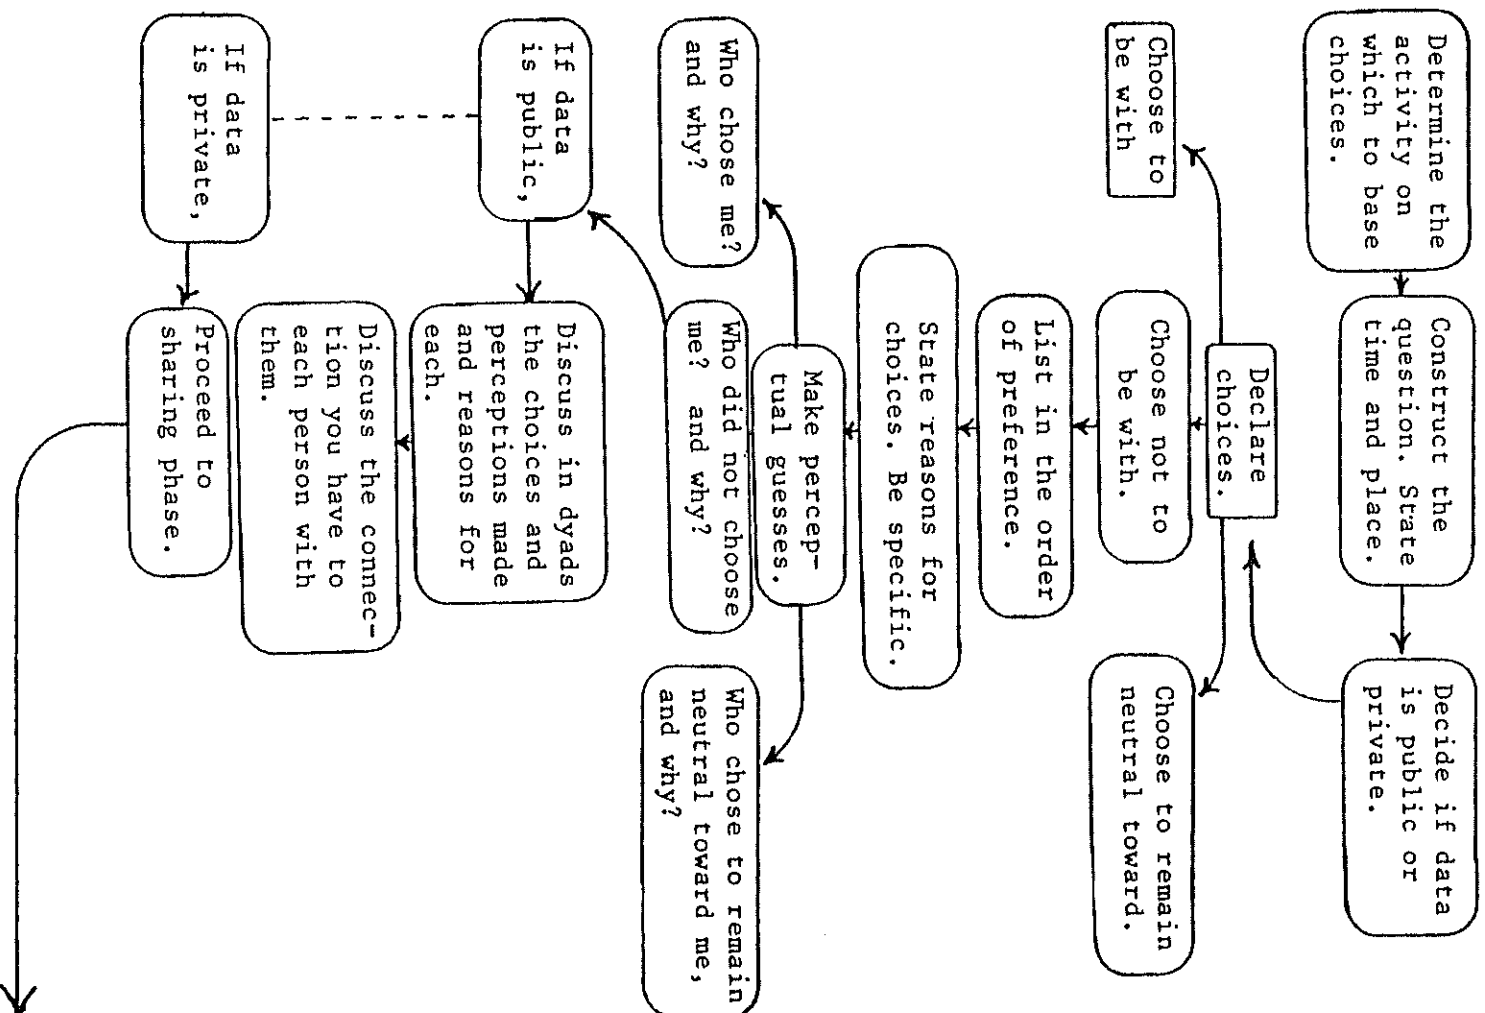 Determine the
activity on
which to base
choices.
Construct the
question. State
time and place.
Decide if data
is public or
private.
Declare
choices.
Choose to
be with
Choose not to
be with.
Choose to remain
neutral toward.
List in the order
of preference.
State reasons for
choices. Be specific.
Make percep-
tual guesses.
Who chose me?
and why?
Who did not choose
me? and why?
Who chose to remain
neutral toward me,
and why?
If data
is public,
Discuss in dyads
the choices and
perceptions made
and reasons for
each.
Discuss the connec-
tion you have to
each person with
them.
If data
is private,
Proceed to
sharing phase.